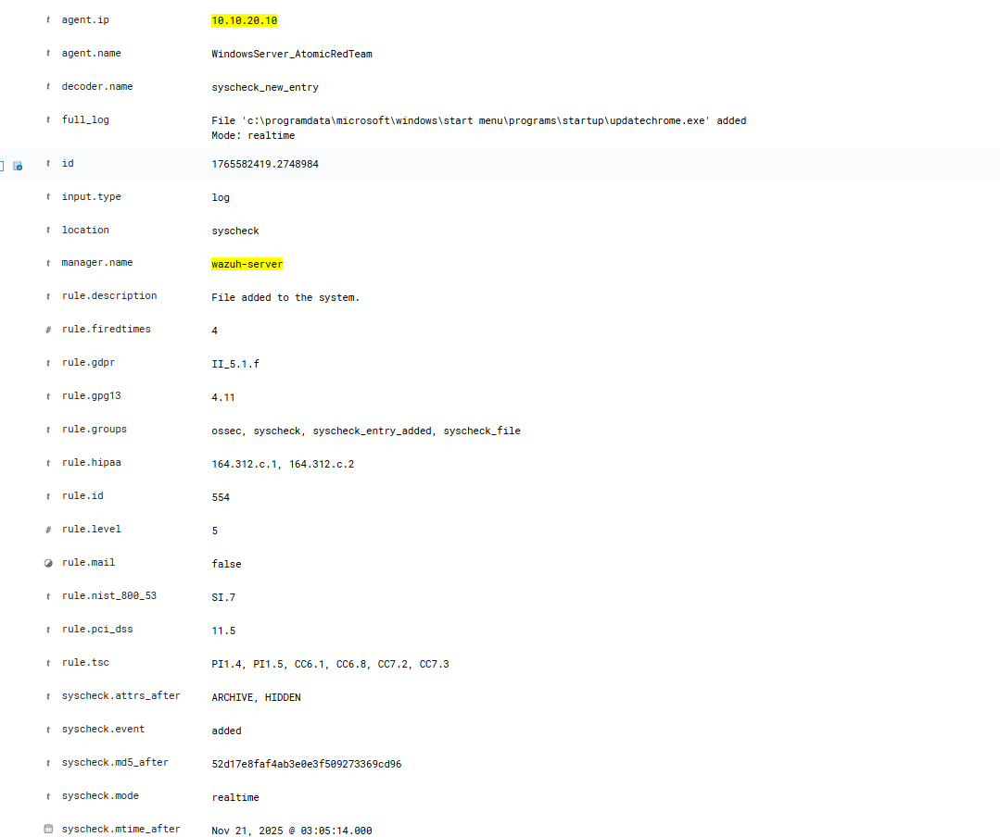 t agent.ip 10.10.20.10
t agent.name WindowsServer_AtomicRedTeam
t decoder.name syscheck_new_entry
t full_log File 'c:\programdata\microsoft\windows\start menu\programs\startup\updatechrome.exe' added
Mode: realtime
t id 1765582419.2748984
t input.type log
t location syscheck
t manager.name wazuh-server
t rule.description File added to the system.
# rule.firedtimes 4
t rule.gdpr II_5.1.f
t rule.gpg13 4.11
t rule.groups ossec, syscheck, syscheck_entry_added, syscheck_file
t rule.hipaa 164.312.c.1, 164.312.c.2
t rule.id 554
# rule.level 5
rule.mail false
t rule.nist_800_53 SI.7
t rule.pci_dss 11.5
t rule.tsc PI1.4, PI1.5, CC6.1, CC6.8, CC7.2, CC7.3
t syscheck.attrs_after ARCHIVE, HIDDEN
t syscheck.event added
t syscheck.md5_after 52d17e8faf4ab3e0e3f509273369cd96
t syscheck.mode realtime
syscheck.mtime_after Nov 21, 2025 @ 03:05:14.000